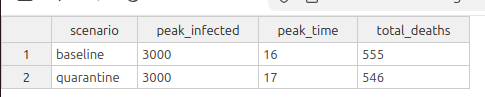 scenario peak_infected peak_time total_deaths
1 baseline 3000 16 555
2 quarantine 3000 17 546